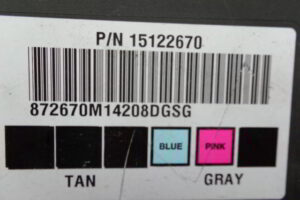 P/N 15122670
872670M14208DGSG
BLUE PINK
TAN GRAY